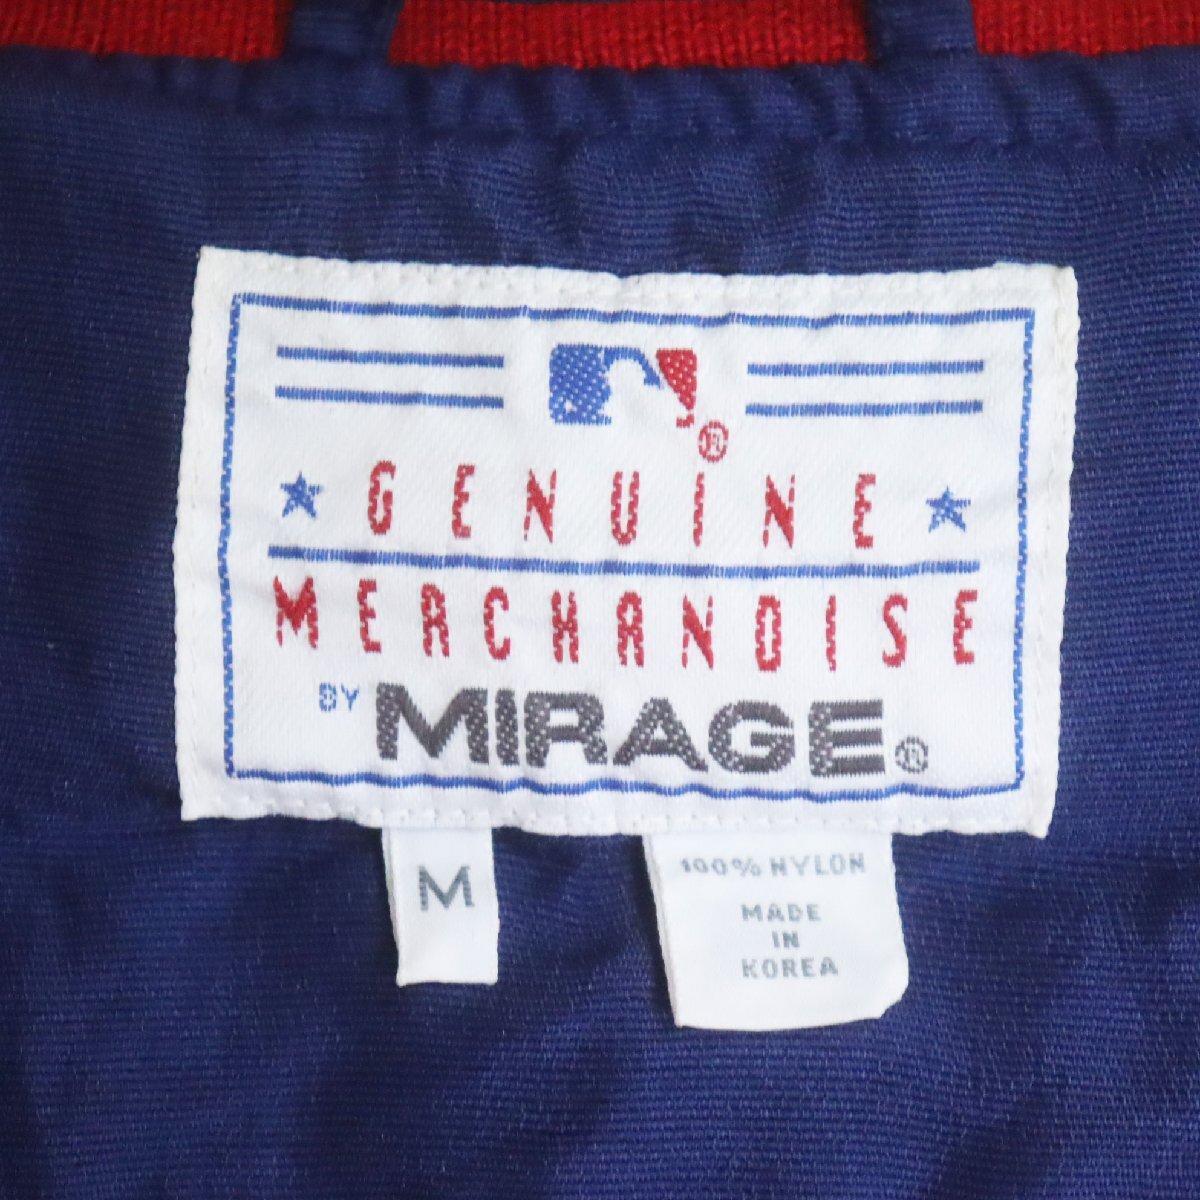 ®
GENUINE
MERCHANDISE
BY MIRAGE®
M
100% NYLON
MADE
IN
KOREA